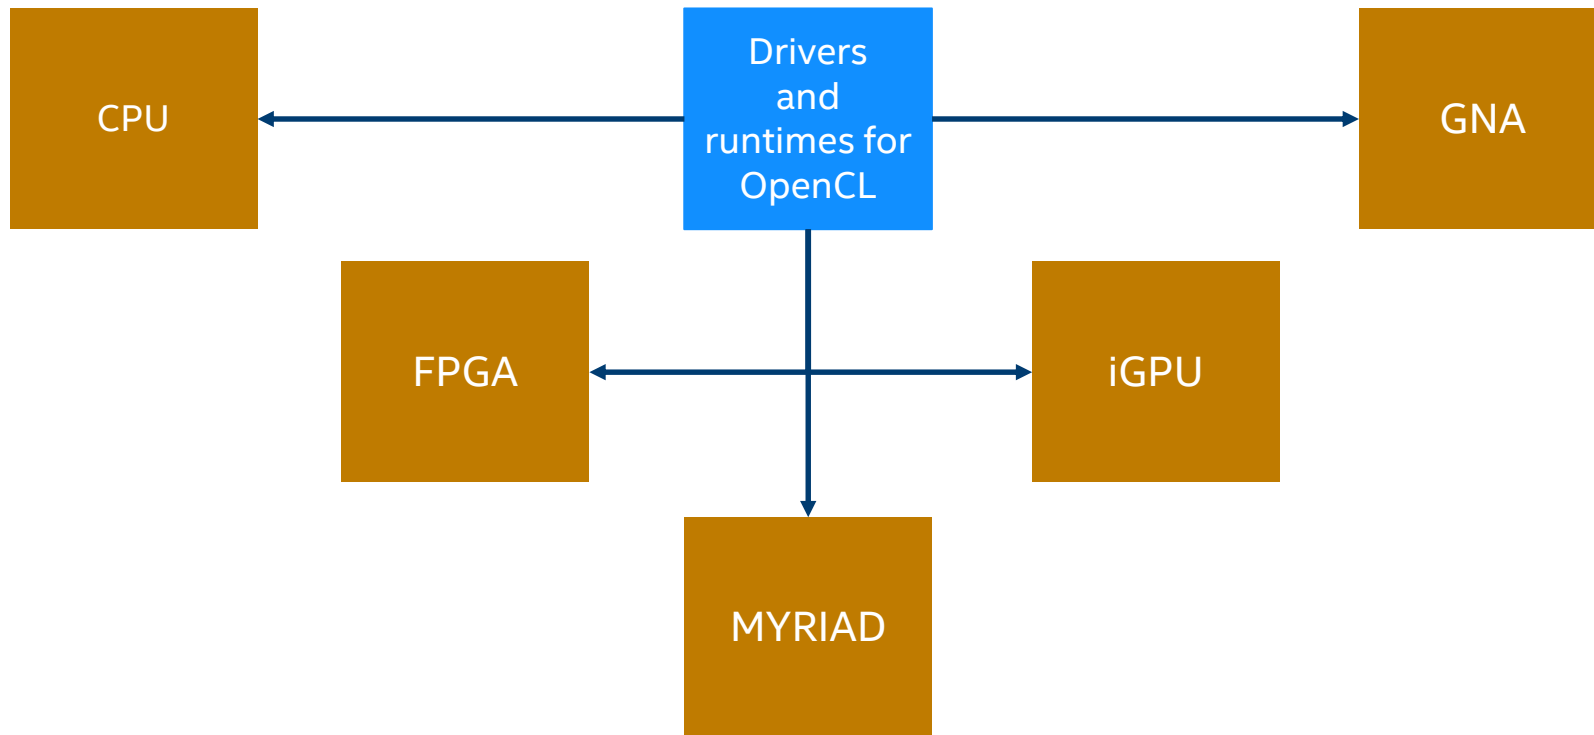 CPU
Drivers
and
runtimes for
OpenCL
GNA
FPGA
iGPU
MYRIAD